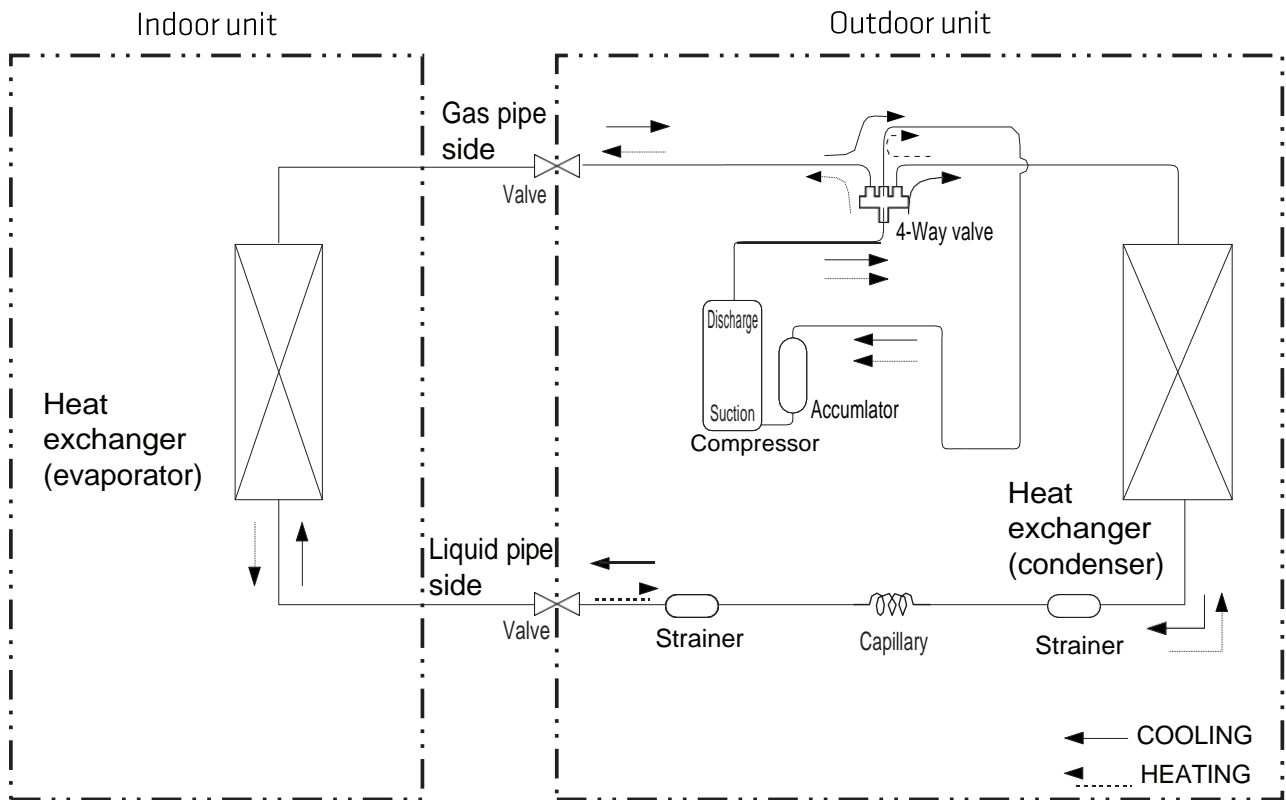 Indoor unit
Outdoor unit
Gas pipe
side
Valve
4-Way valve
Discharge
Suction
Compressor
Accumlator
Heat
exchanger
(evaporator)
Heat
exchanger
(condenser)
Liquid pipe
side
Valve
Strainer
Capillary
Strainer
COOLING
HEATING